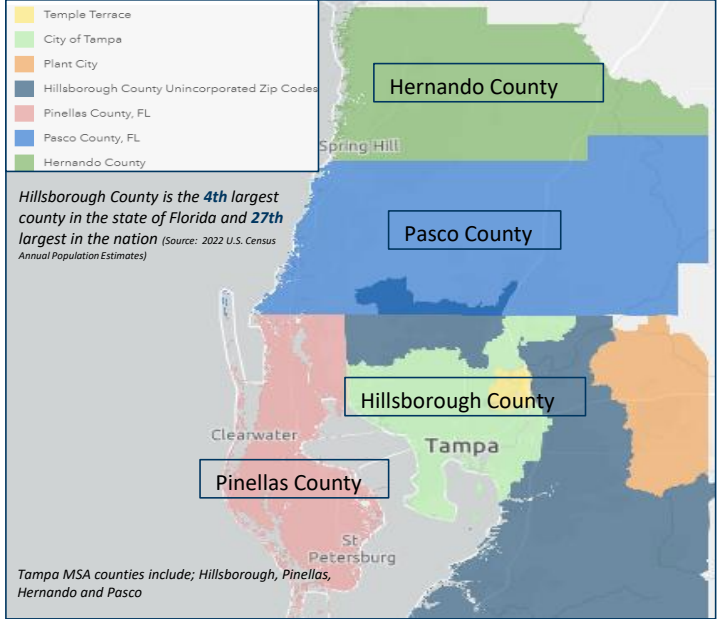 Temple Terrace
City of Tampa
Plant City
Hillsborough County Unincorporated Zip Codes
Pinellas County, FL
Pasco County, FL
Hernando County
Hernando County
Spring Hill
Hillsborough County is the 4th largest
county in the state of Florida and 27th
largest in the nation (Source: 2022 U.S. Census
Annual Population Estimates)
Pasco County
Hillsborough County
Clearwater
Tampa
Pinellas County
St
Petersburg
Tampa MSA counties include; Hillsborough, Pinellas,
Hernando and Pasco